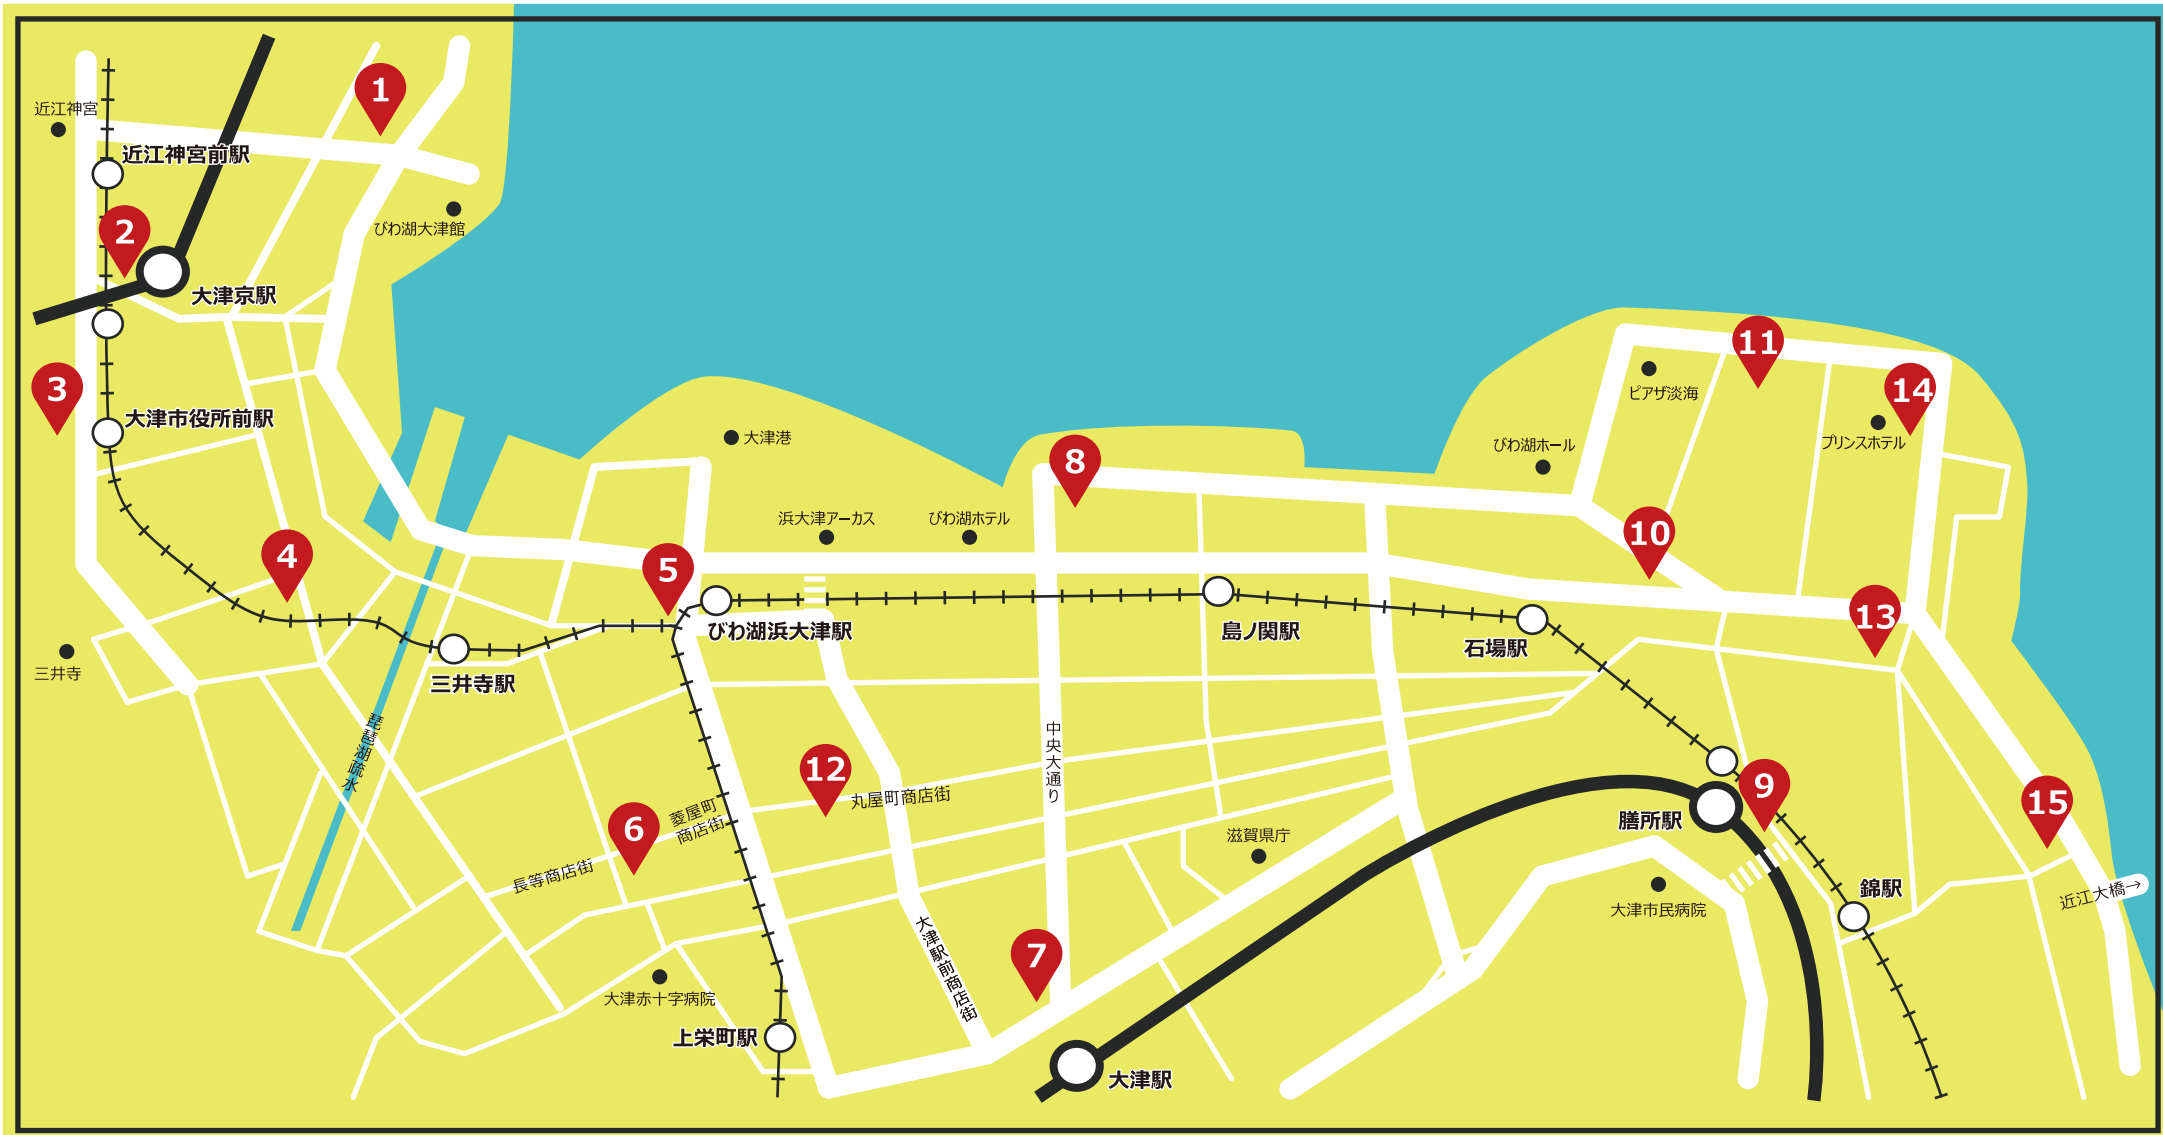 1
近江神宮
近江神宮前駅
2
びわ湖大津館
大津京駅
3
大津市役所前駅
4
三井寺
三井寺駅
琵琶湖疏水
大津港
浜大津アーカス
びわ湖ホテル
5
びわ湖浜大津駅
8
島ノ関駅
石場駅
びわ湖ホール
ピアザ淡海
11
14
プリンスホテル
10
13
中央大通り
12
丸屋町商店街
菱屋町
商店街
6
長等商店街
大津駅前商店街
7
滋賀県庁
膳所駅
9
15
錦駅
近江大橋→
大津市民病院
大津赤十字病院
上栄町駅
大津駅